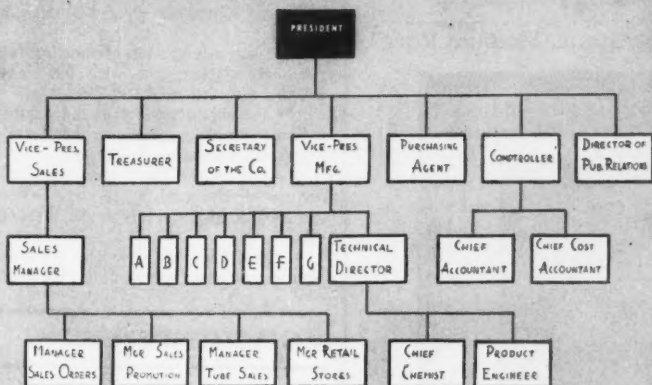 PRESIDENT
VICE-PRES.
SALES
TREASURER
SECRETARY
OF THE CO.
VICE-PRES
MFG.
PURCHASING
AGENT
COMPTROLLER
DIRECTOR OF
PUB. RELATIONS
SALES
MANAGER
A
B
C
D
E
F
G
TECHNICAL
DIRECTOR
CHIEF
ACCOUNTANT
CHIEF COST
ACCOUNTANT
MANAGER
SALES ORDERS
MGR SALES
PROMOTION
MANAGER
TUBE SALES
MGR RETAIL
STORES
CHIEF
CHEMIST
PRODUCT
ENGINEER